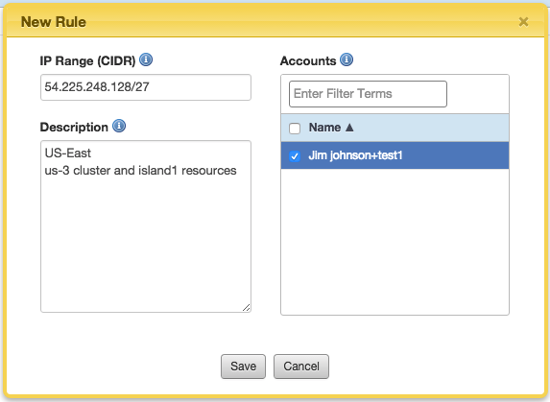 New Rule
IP Range (CIDR)
54.225.248.128/27
Description
US-East
us-3 cluster and island1 resources
Accounts
Enter Filter Terms
Name ▲
Jim johnson+test1
Save
Cancel